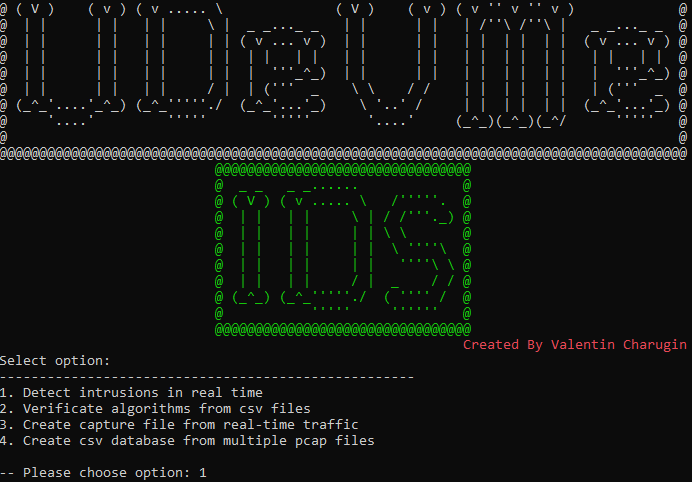 IDS
Created By Valentin Charugin
Select option:
----------------------------------------------------
1. Detect intrusions in real time
2. Verificate algorithms from csv files
3. Create capture file from real-time traffic
4. Create csv database from multiple pcap files
-- Please choose option: 1